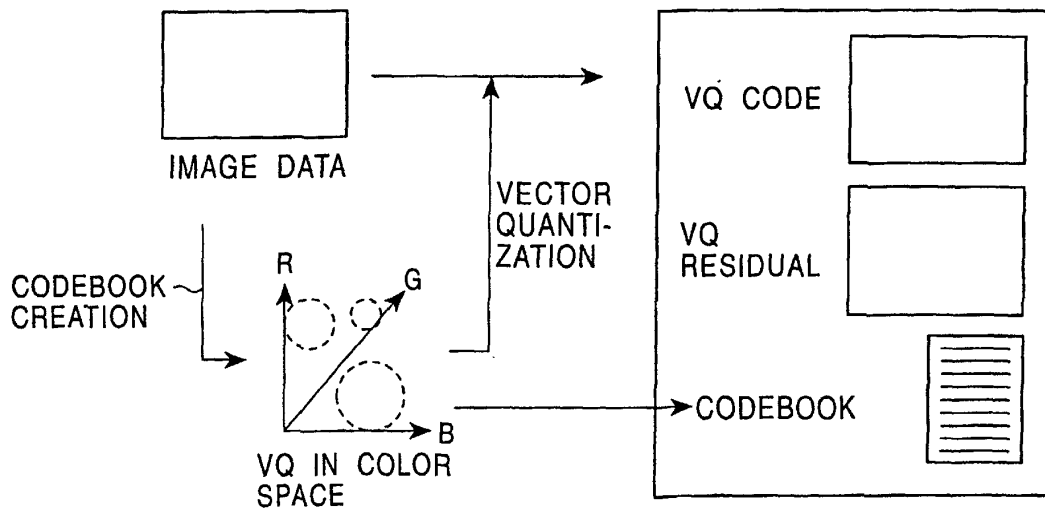 IMAGE DATA
CODEBOOK
CREATION
R
G
B
VQ IN COLOR
SPACE
VECTOR
QUANTI-
ZATION
VQ CODE
VQ
RESIDUAL
CODEBOOK